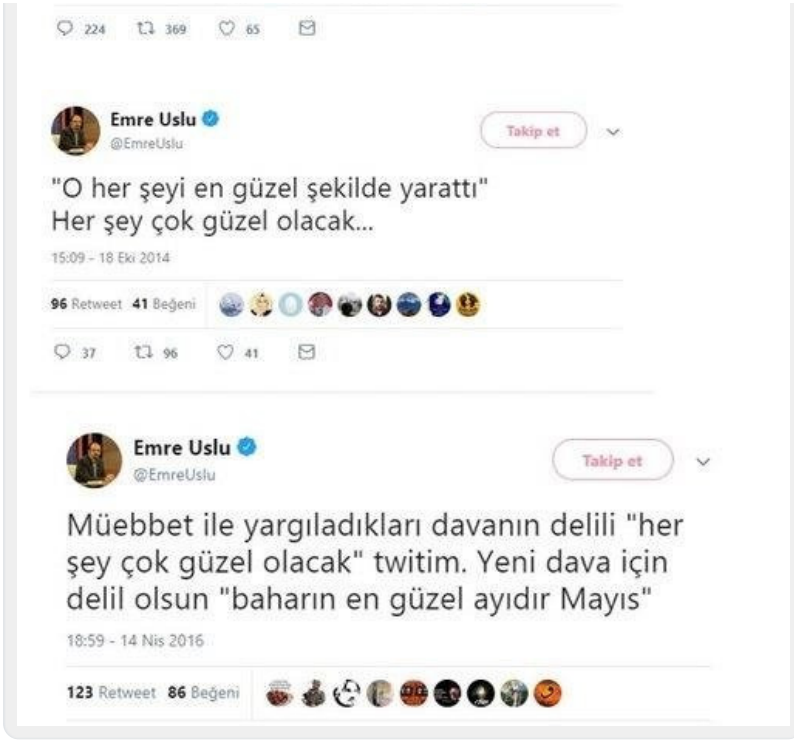 224 369 65
Emre Uslu
@EmreUslu
Takip et
"O her şeyi en güzel şekilde yarattı"
Her şey çok güzel olacak...
15:09 - 18 Eki 2014
96 Retweet 41 Beğeni
37 96 41
Emre Uslu
@EmreUslu
Takip et
Müebbet ile yargıladıkları davanın delili "her
şey çok güzel olacak" twitim. Yeni dava için
delil olsun "baharın en güzel ayıdır Mayıs"
18:59 - 14 Nis 2016
123 Retweet 86 Beğeni